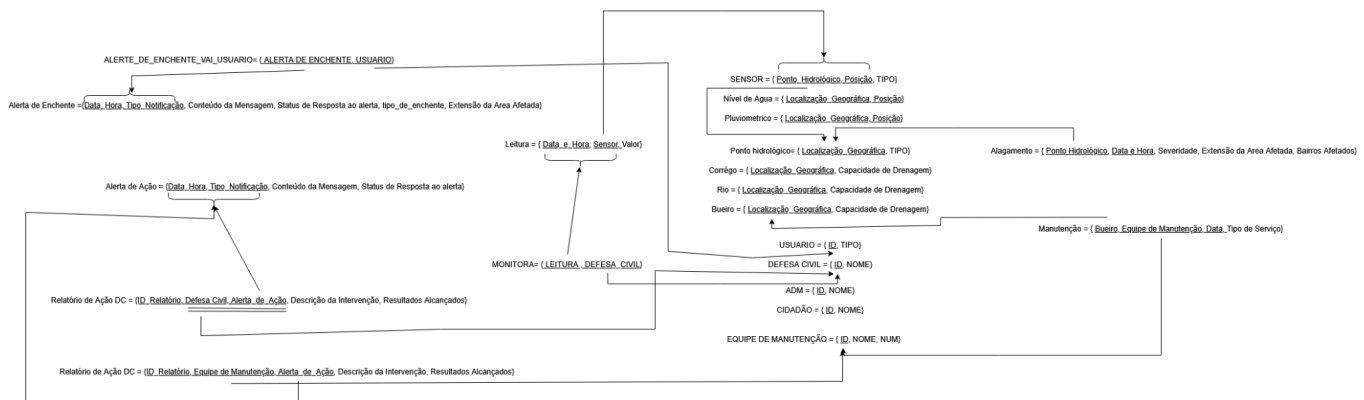 ALERTE_DE_ENCHENTE_VAI_USUARIO= { ALERTA DE ENCHENTE, USUARIO}
Alerta de Enchente ={Data_Hora, Tipo_Notificação, Conteúdo da Mensagem, Status de Resposta ao alerta, tipo_de_enchente, Extensão da Area Afetada}
SENSOR = { Ponto_Hidrológico, Posição, TIPO}
Nível de Agua = { Localização_Geográfica, Posição}
Pluviometrico = { Localização_Geográfica, Posição}
Leitura = { Data_e_Hora, Sensor, Valor}
Ponto hidrológico= { Localização_Geográfica, TIPO}
Alagamento = { Ponto Hidrológico, Data e Hora, Severidade, Extensão da Area Afetada, Bairros Afetados}
Corrêgo = { Localização_Geográfica, Capacidade de Drenagem}
Alerta de Ação = {Data_Hora, Tipo_Notificação, Conteúdo da Mensagem, Status de Resposta ao alerta}
Rio = { Localização_Geográfica, Capacidade de Drenagem}
Bueiro = { Localização_Geográfica, Capacidade de Drenagem}
Manutenção = { Bueiro, Equipe de Manutenção, Data, Tipo de Serviço}
USUARIO = { ID, TIPO}
MONITORA= { LEITURA , DEFESA_CIVIL}
DEFESA CIVIL = { ID, NOME}
ADM = { ID, NOME}
Relatório de Ação DC = {ID_Relatório, Defesa Civil, Alerta_de_Ação, Descrição da Intervenção, Resultados Alcançados}
CIDADÃO = { ID, NOME}
EQUIPE DE MANUTENÇÃO = { ID, NOME, NUM}
Relatório de Ação DC = {ID_Relatório, Equipe de Manutenção, Alerta_de_Ação, Descrição da Intervenção, Resultados Alcançados}